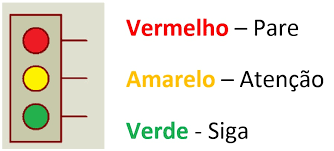 Vermelho – Pare
Amarelo – Atenção
Verde - Siga